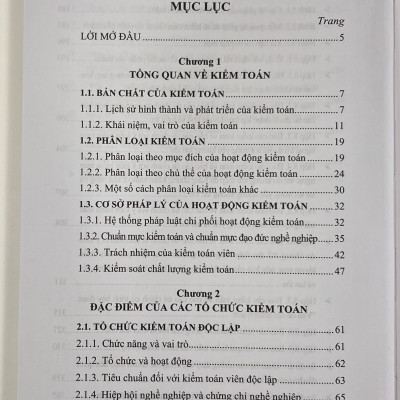 MỤC LỤC
Trang
LỜI MỞ ĐẦU 5
Chương 1
TỔNG QUAN VỀ KIỂM TOÁN
1.1. BẢN CHẤT CỦA KIỂM TOÁN 7
1.1.1. Lịch sử hình thành và phát triển của kiểm toán 7
1.1.2. Khái niệm, vai trò của kiểm toán 11
1.2. PHÂN LOẠI KIỂM TOÁN 19
1.2.1. Phân loại theo mục đích của hoạt động kiểm toán 19
1.2.2. Phân loại theo chủ thể của hoạt động kiểm toán 24
1.2.3. Một số cách phân loại kiểm toán khác 30
1.3. CƠ SỞ PHÁP LÝ CỦA HOẠT ĐỘNG KIỂM TOÁN 32
1.3.1. Hệ thống pháp luật chi phối hoạt động kiểm toán 32
1.3.2. Chuẩn mực kiểm toán và chuẩn mực đạo đức nghề nghiệp 35
1.3.3. Trách nhiệm của kiểm toán viên 42
1.3.4. Kiểm soát chất lượng kiểm toán 47
Chương 2
ĐẶC ĐIỂM CỦA CÁC TỔ CHỨC KIỂM TOÁN
2.1. TỔ CHỨC KIỂM TOÁN ĐỘC LẬP 61
2.1.1. Chức năng và vai trò 61
2.1.2. Tổ chức và hoạt động 62
2.1.3. Tiêu chuẩn đối với kiểm toán viên độc lập 63
2.1.4. Hiệp hội nghề nghiệp và chứng chỉ nghề nghiệp 65